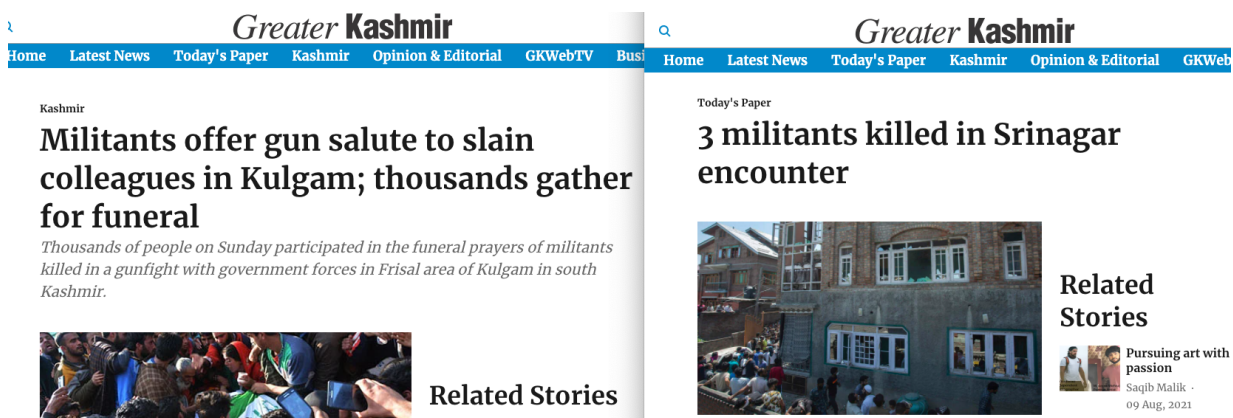 Greater Kashmir
Home Latest News Today's Paper Kashmir Opinion & Editorial GKWebTV Busi
Kashmir
Militants offer gun salute to slain
colleagues in Kulgam; thousands gather
for funeral
Thousands of people on Sunday participated in the funeral prayers of militants
killed in a gunfight with government forces in Frisal area of Kulgam in south
Kashmir.
Related Stories
Greater Kashmir
Home Latest News Today's Paper Kashmir Opinion & Editorial GKWeb
Today's Paper
3 militants killed in Srinagar
encounter
Related
Stories
Pursuing art with
passion
Saqib Malik ·
09 Aug, 2021